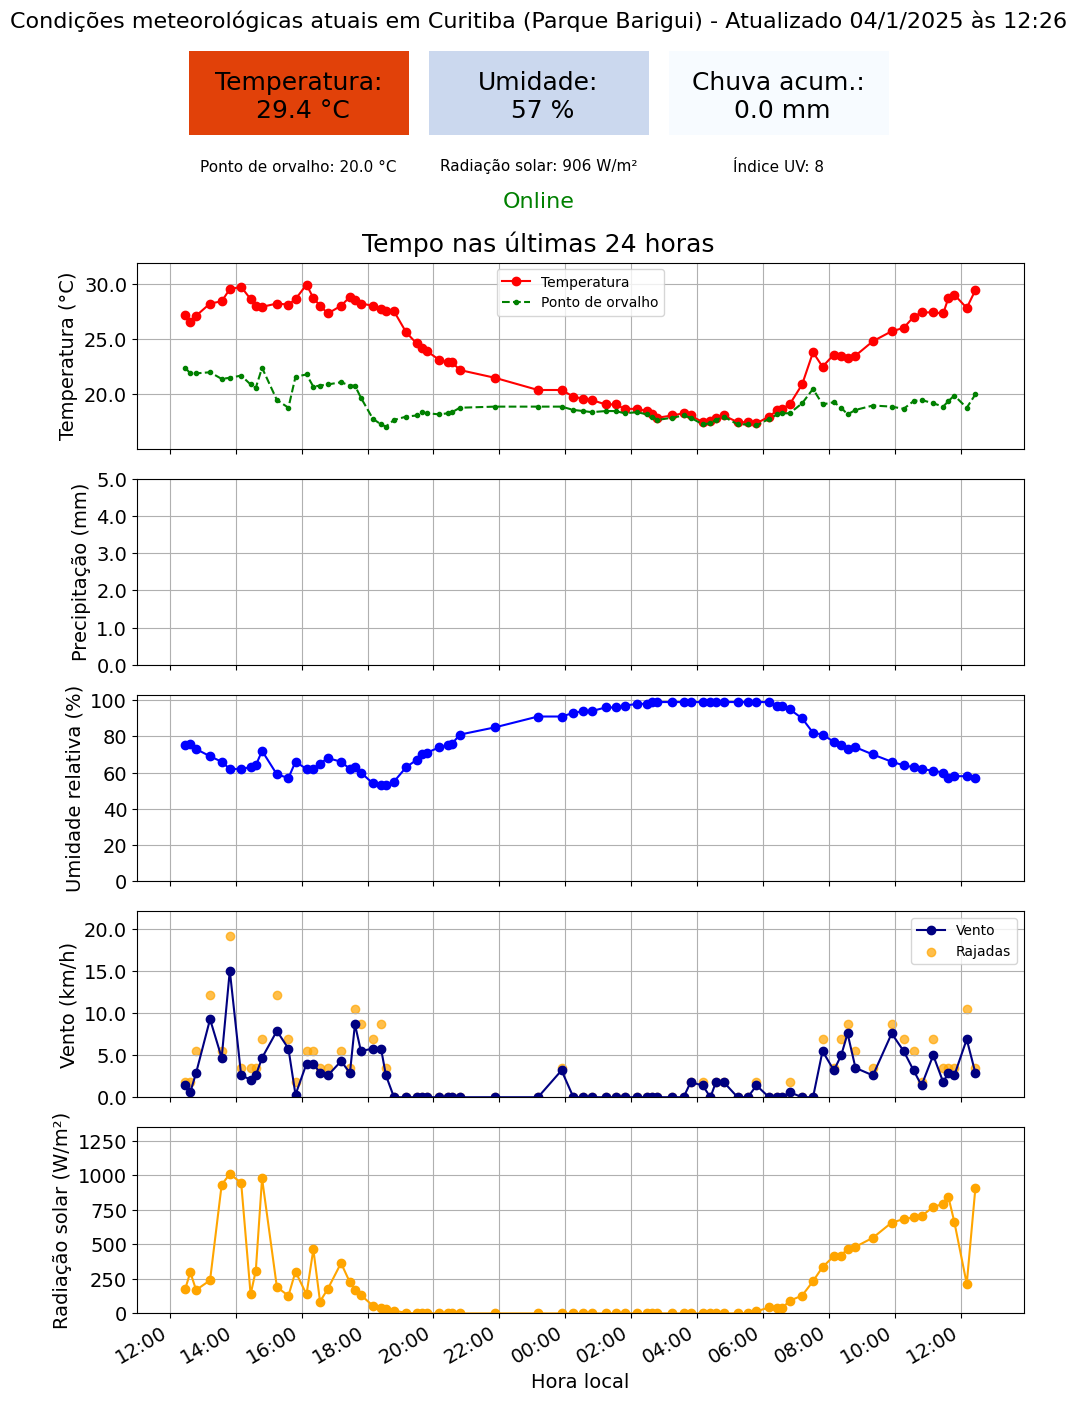 Condições meteorológicas atuais em Curitiba (Parque Barigui) - Atualizado 04/1/2025 às 12:26
Temperatura:
29.4 °C
Umidade:
57 %
Chuva acum.:
0.0 mm
Ponto de orvalho: 20.0 °C
Radiação solar: 906 W/m²
Índice UV: 8
Online
Tempo nas últimas 24 horas
Temperatura (°C)
30.0
25.0
20.0
Temperatura
Ponto de orvalho
Precipitação (mm)
5.0
4.0
3.0
2.0
1.0
0.0
Umidade relativa (%)
100
80
60
40
20
0
Vento (km/h)
20.0
15.0
10.0
5.0
0.0
Vento
Rajadas
Radiação solar (W/m²)
1250
1000
750
500
250
0
12:00
14:00
16:00
18:00
20:00
22:00
00:00
02:00
04:00
06:00
08:00
10:00
12:00
Hora local